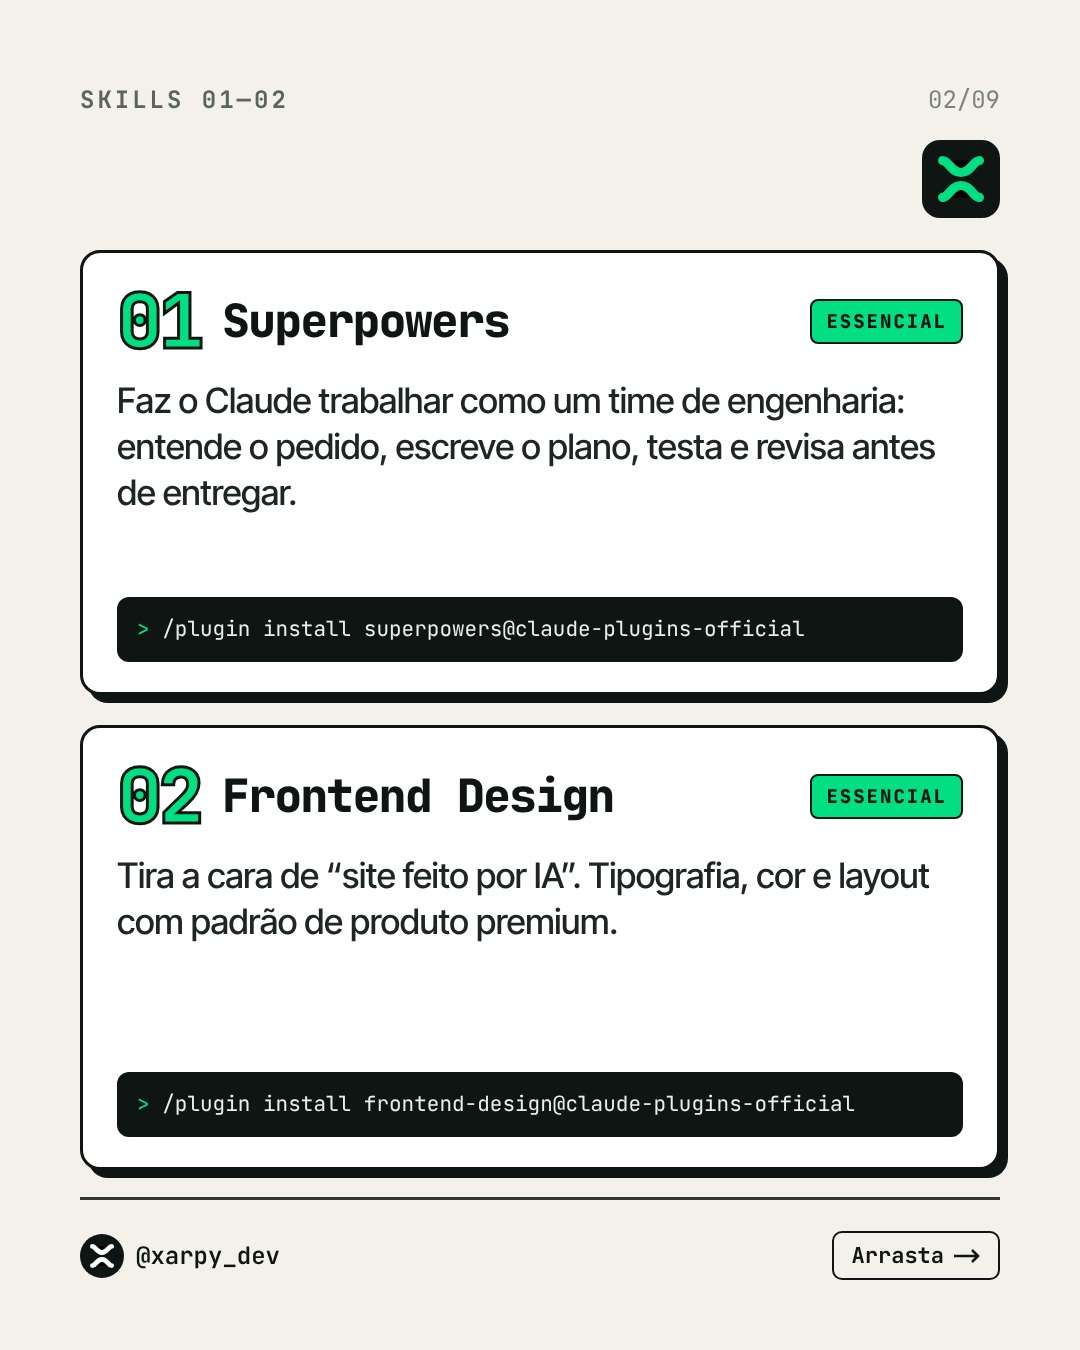 SKILLS 01—02
02/09
01 Superpowers
ESSENCIAL
Faz o Claude trabalhar como um time de engenharia:
entende o pedido, escreve o plano, testa e revisa antes
de entregar.
> /plugin install superpowers@claude-plugins-official
02 Frontend Design
ESSENCIAL
Tira a cara de “site feito por IA”. Tipografia, cor e layout
com padrão de produto premium.
> /plugin install frontend-design@claude-plugins-official
@xarpy_dev
Arrasta →